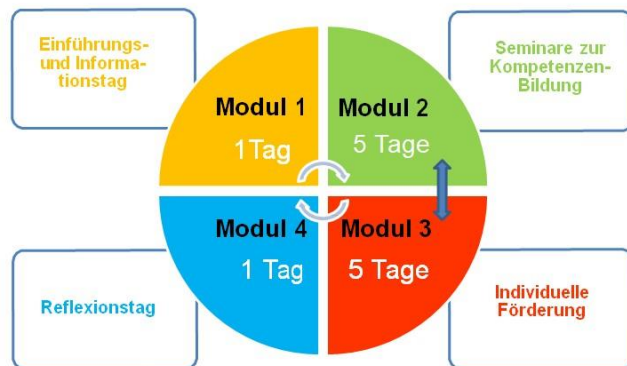 Einführungs-
und Informa-
tionstag
Seminare zur
Kompetenzen-
Bildung
Modul 1
1Tag
Modul 2
5 Tage
Modul 4
1 Tag
Modul 3
5 Tage
Reflexionstag
Individuelle
Förderung